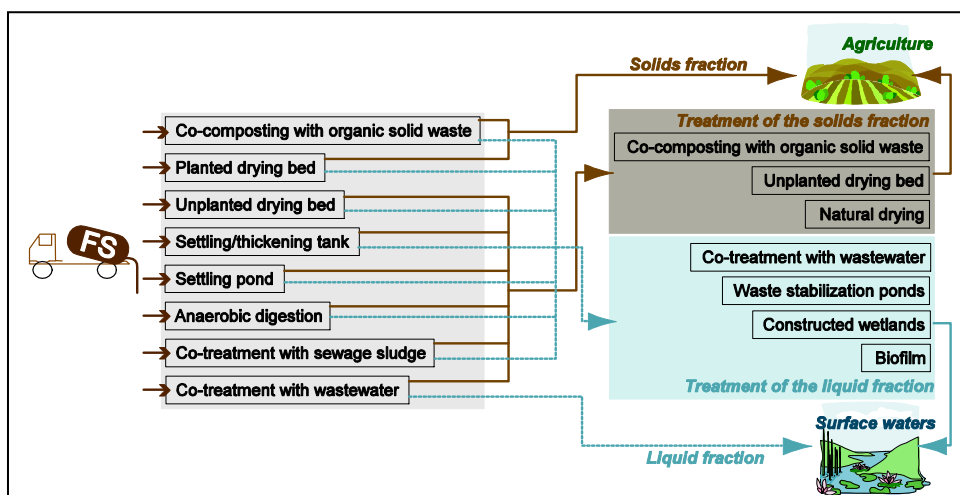 Agriculture
Solids fraction
Co-composting with organic solid waste
Planted drying bed
Unplanted drying bed
Settling/thickening tank
Settling pond
Anaerobic digestion
Co-treatment with sewage sludge
Co-treatment with wastewater
FS
Treatment of the solids fraction
Co-composting with organic solid waste
Unplanted drying bed
Natural drying
Co-treatment with wastewater
Waste stabilization ponds
Constructed wetlands
Biofilm
Treatment of the liquid fraction
Surface waters
Liquid fraction